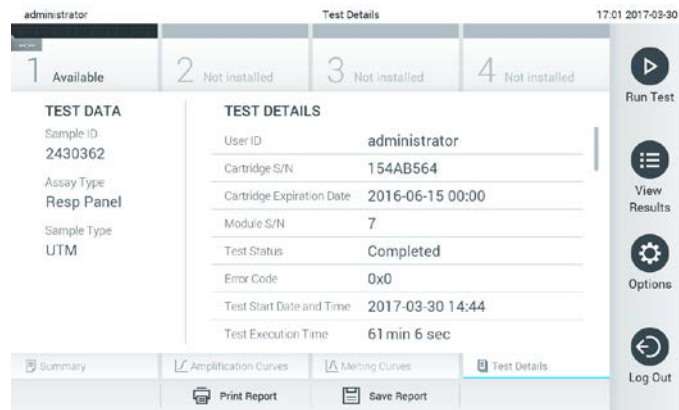 administrator Test Details 17:01 2017-03-30
1 Available 2 Not installed 3 Not installed 4 Not installed
Run Test
TEST DATA TEST DETAILS
Sample ID
2430362
User ID administrator
Cartridge S/N 154AB564
Assay Type
Resp Panel
Cartridge Expiration Date 2016-06-15 00:00
View
Results
Module S/N 7
Sample Type
UTM
Test Status Completed
Error Code 0x0
Options
Test Start Date and Time 2017-03-30 14:44
Test Execution Time 61 min 6 sec
Summary Amplification Curves Melting Curves Test Details
Log Out
Print Report Save Report